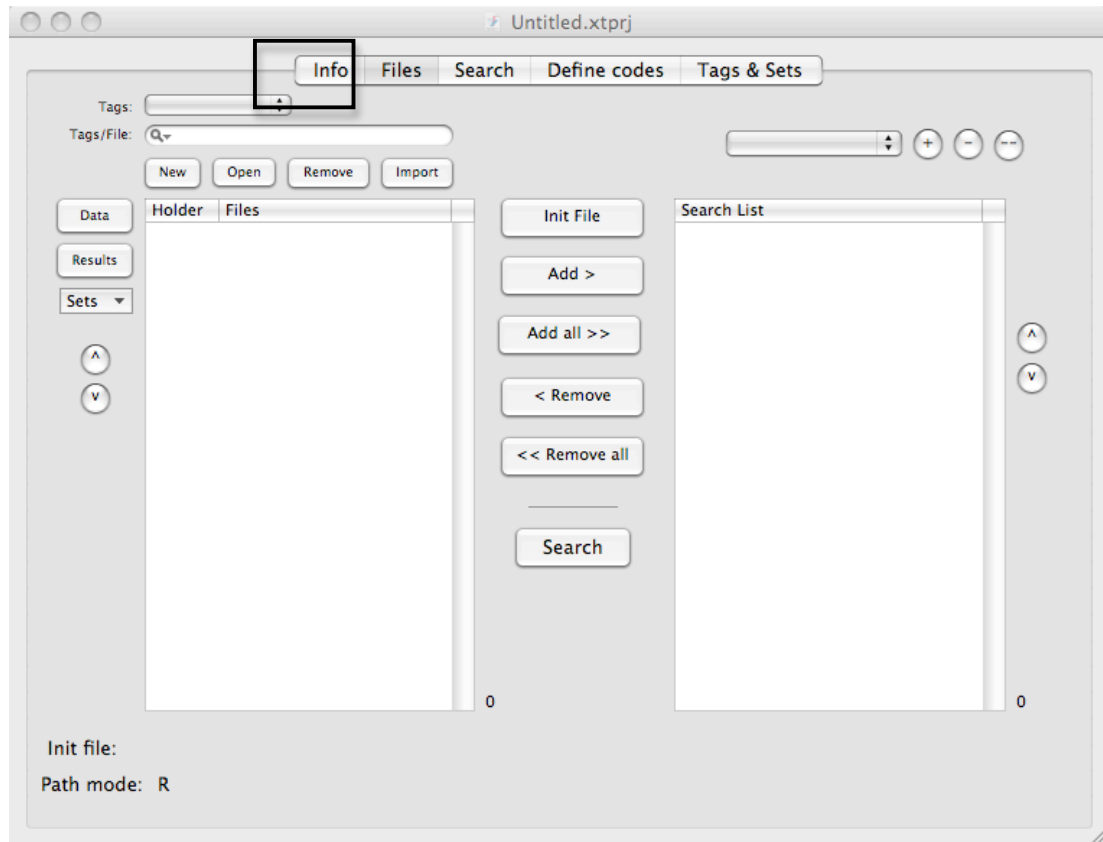 Untitled.xtprj
Info Files Search Define codes Tags & Sets
Tags:
Tags/File:
+ - --
New Open Remove Import
Data
Results
Sets
^
v
Holder Files
Init File
Add >
Add all >>
< Remove
<< Remove all
Search
Search List
^
v
0
0
Init file:
Path mode: R